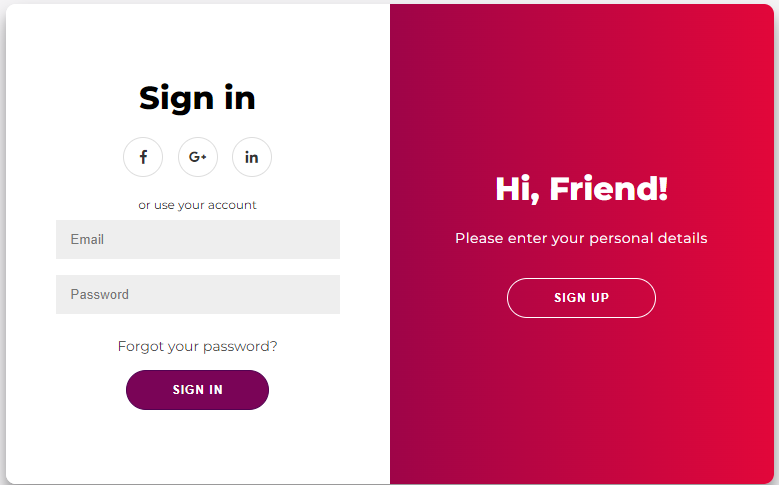 Sign in
f G+ in
or use your account
Email
Password
Forgot your password?
SIGN IN
Hi, Friend!
Please enter your personal details
SIGN UP